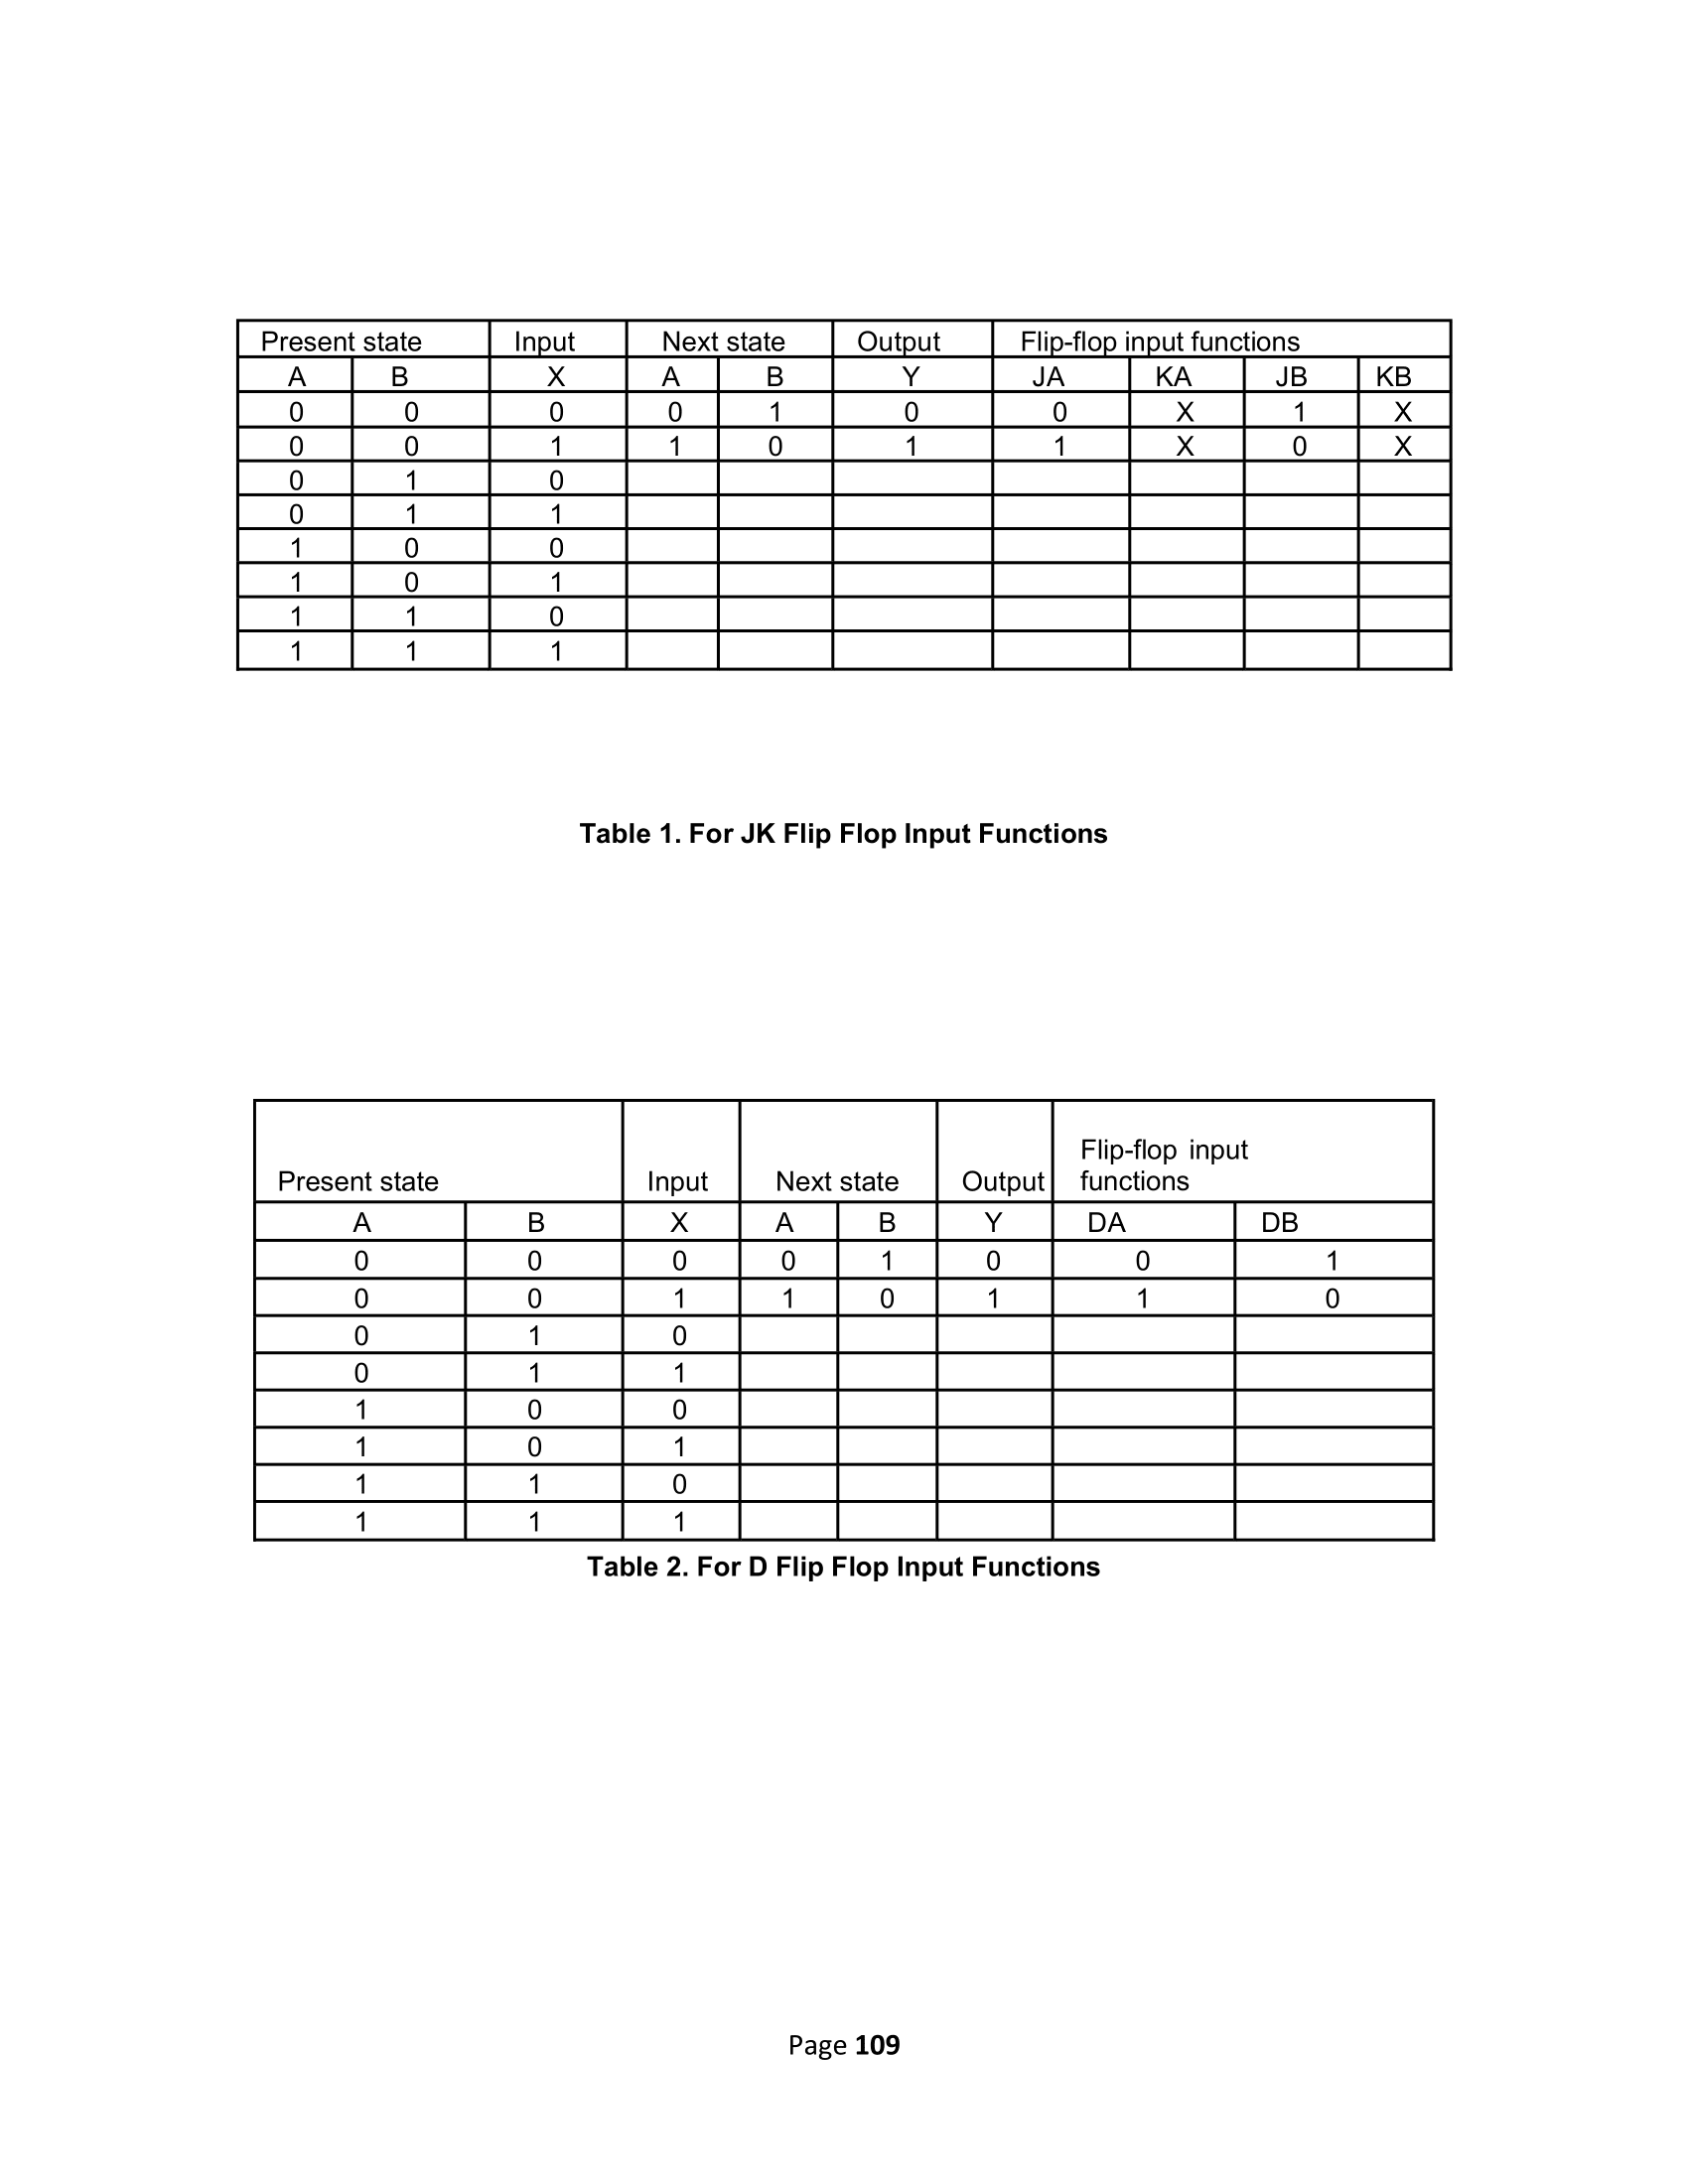 Present state Input Next state Output Flip-flop input functions
A B X A B Y JA KA JB KB
0 0 0 0 1 0 0 X 1 X
0 0 1 1 0 1 1 X 0 X
0 1 0
0 1 1
1 0 0
1 0 1
1 1 0
1 1 1
Table 1. For JK Flip Flop Input Functions
Flip-flop input
Present state Input Next state Output functions
A B X A B Y DA DB
0 0 0 0 1 0 0 1
0 0 1 1 0 1 1 0
0 1 0
0 1 1
1 0 0
1 0 1
1 1 0
1 1 1
Table 2. For D Flip Flop Input Functions
Page 109